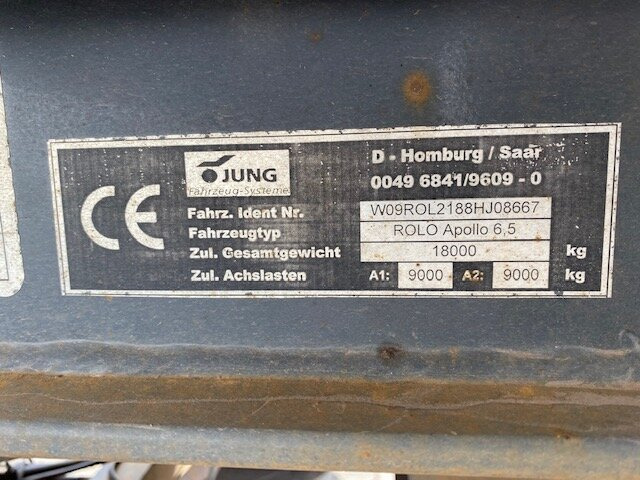 CE
JUNG
Fahrzeug-Systeme
D - Homburg / Saar
0049 6841/9609 - 0
Fahrz. Ident Nr. W09ROL2188HJ08667
Fahrzeugtyp ROLO Apollo 6,5
Zul. Gesamtgewicht 18000 kg
Zul. Achslasten A1: 9000 A2: 9000 kg